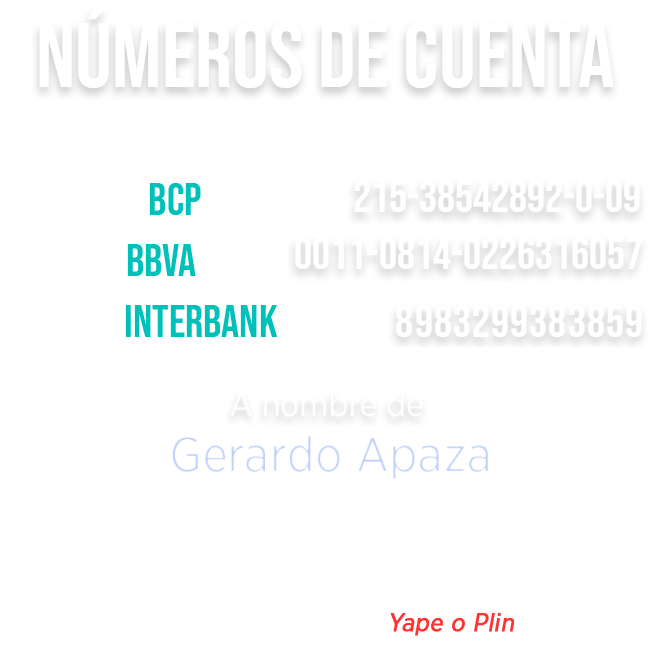 NÚMEROS DE CUENTA
BCP 215-38542892-0-09
BBVA 0011-0814-0226316057
INTERBANK 8983299383859
A nombre de
Gerardo Apaza
Yape o Plin